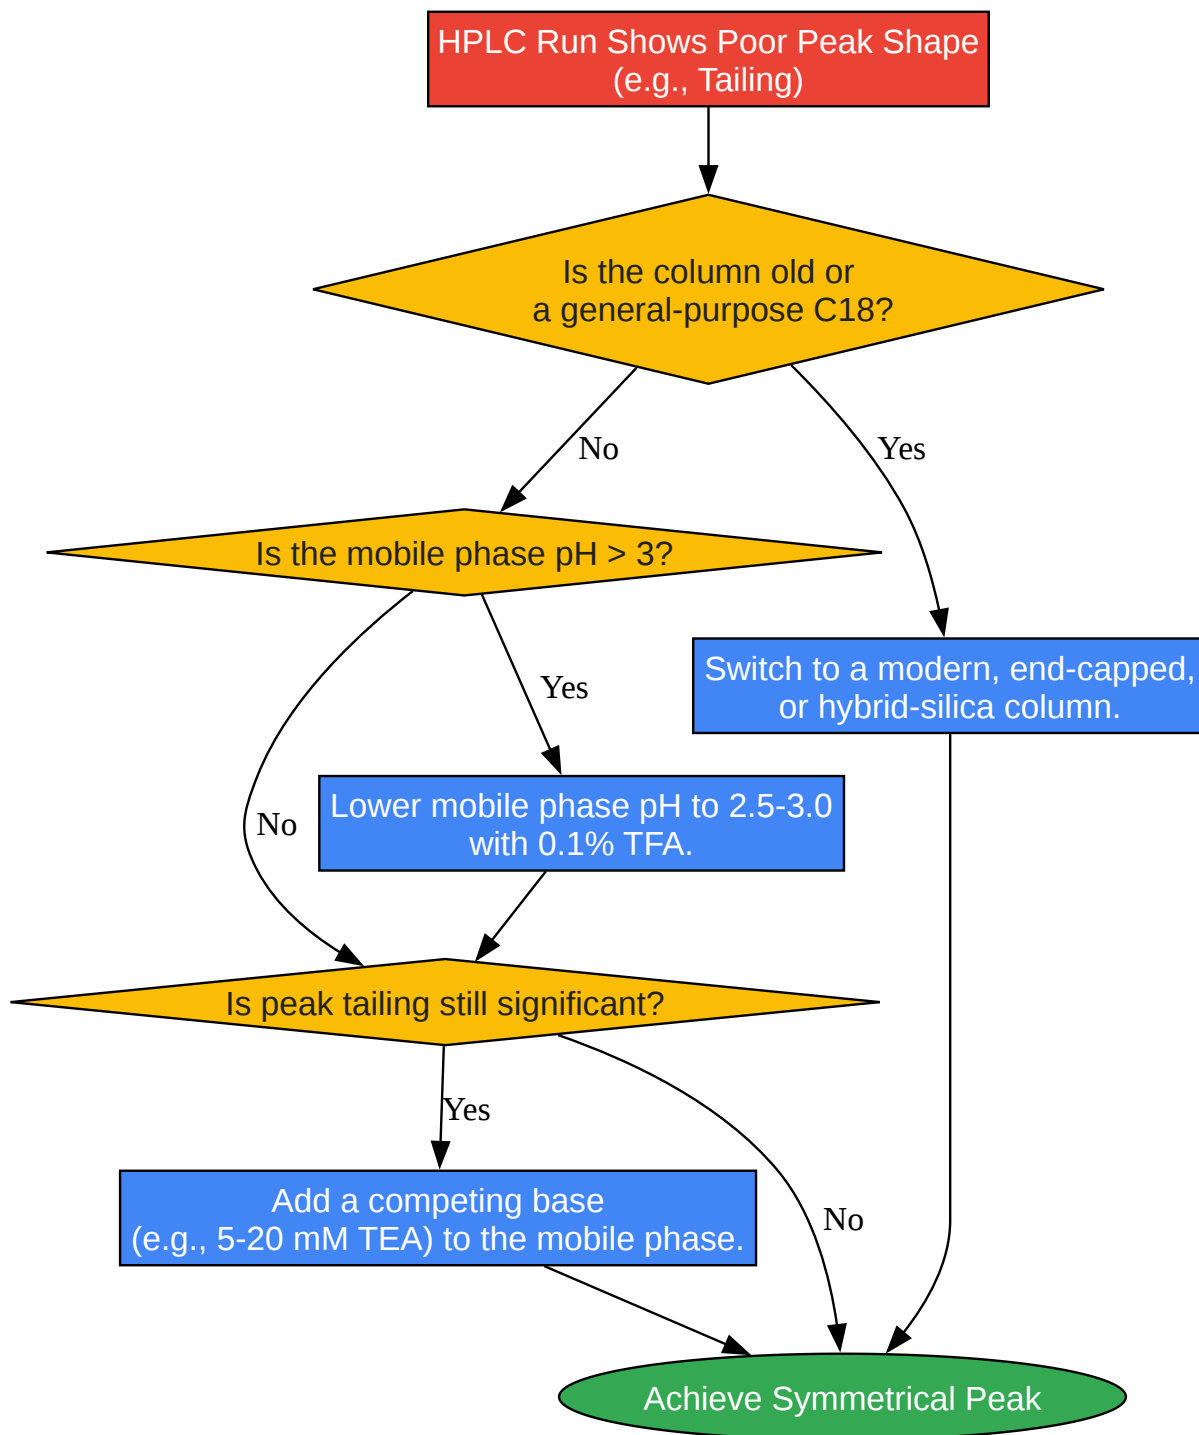 HPLC Run Shows Poor Peak Shape
(e.g., Tailing)
Is the column old or
a general-purpose C18?
No
Yes
Is the mobile phase pH > 3?
Switch to a modern, end-capped,
or hybrid-silica column.
Yes
Lower mobile phase pH to 2.5-3.0
with 0.1% TFA.
No
Is peak tailing still significant?
Yes
Add a competing base
(e.g., 5-20 mM TEA) to the mobile phase.
No
Achieve Symmetrical Peak